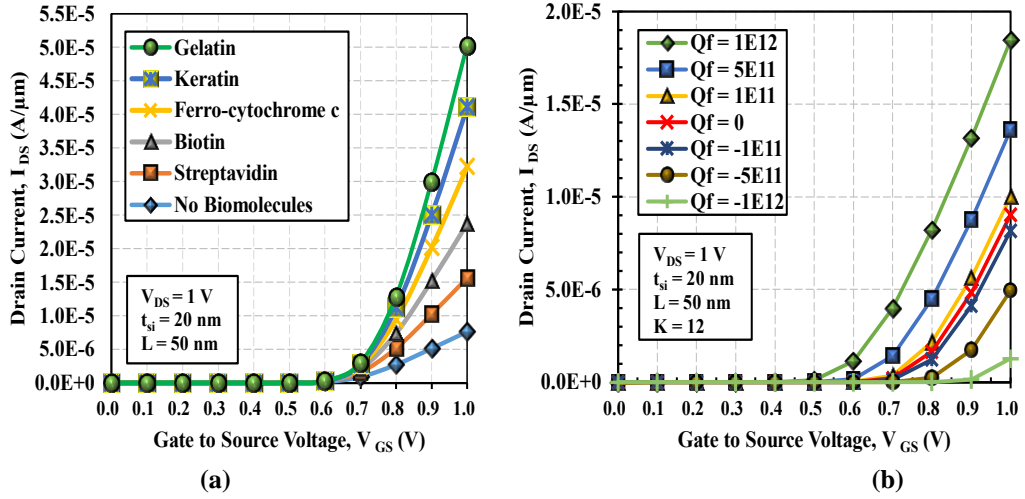 5.5E-5
5.0E-5
4.5E-5
4.0E-5
3.5E-5
3.0E-5
2.5E-5
2.0E-5
1.5E-5
1.0E-5
5.0E-6
0.0E+0
Drain Current, I DS (A/μm)
Gelatin
Keratin
Ferro-cytochrome c
Biotin
Streptavidin
No Biomolecules
VDS = 1 V
tsi = 20 nm
L = 50 nm
0.0 0.1 0.2 0.3 0.4 0.5 0.6 0.7 0.8 0.9 1.0
Gate to Source Voltage, V GS (V)
(a)
2.0E-5
1.5E-5
1.0E-5
5.0E-6
0.0E+0
Drain Current, I DS (A/μm)
Qf = 1E12
Qf = 5E11
Qf = 1E11
Qf = 0
Qf = -1E11
Qf = -5E11
Qf = -1E12
VDS = 1 V
tsi = 20 nm
L = 50 nm
K = 12
0.0 0.1 0.2 0.3 0.4 0.5 0.6 0.7 0.8 0.9 1.0
Gate to Source Voltage, V GS (V)
(b)